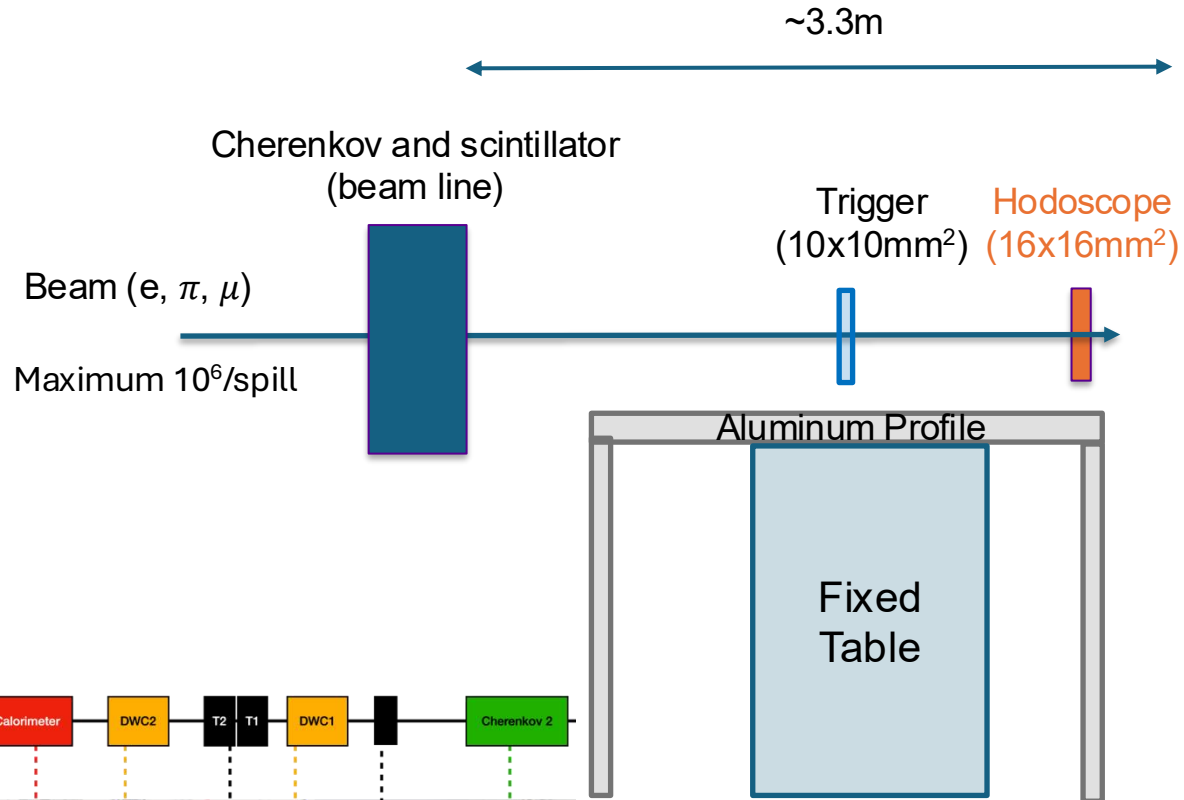 ~3.3m
Cherenkov and scintillator
(beam line)
Trigger
(10x10mm²)
Hodoscope
(16x16mm²)
Beam (e, π, μ)
Maximum 10⁶/spill
Aluminum Profile
Fixed
Table
Calorimeter
DWC2
T2
T1
DWC1
Cherenkov 2